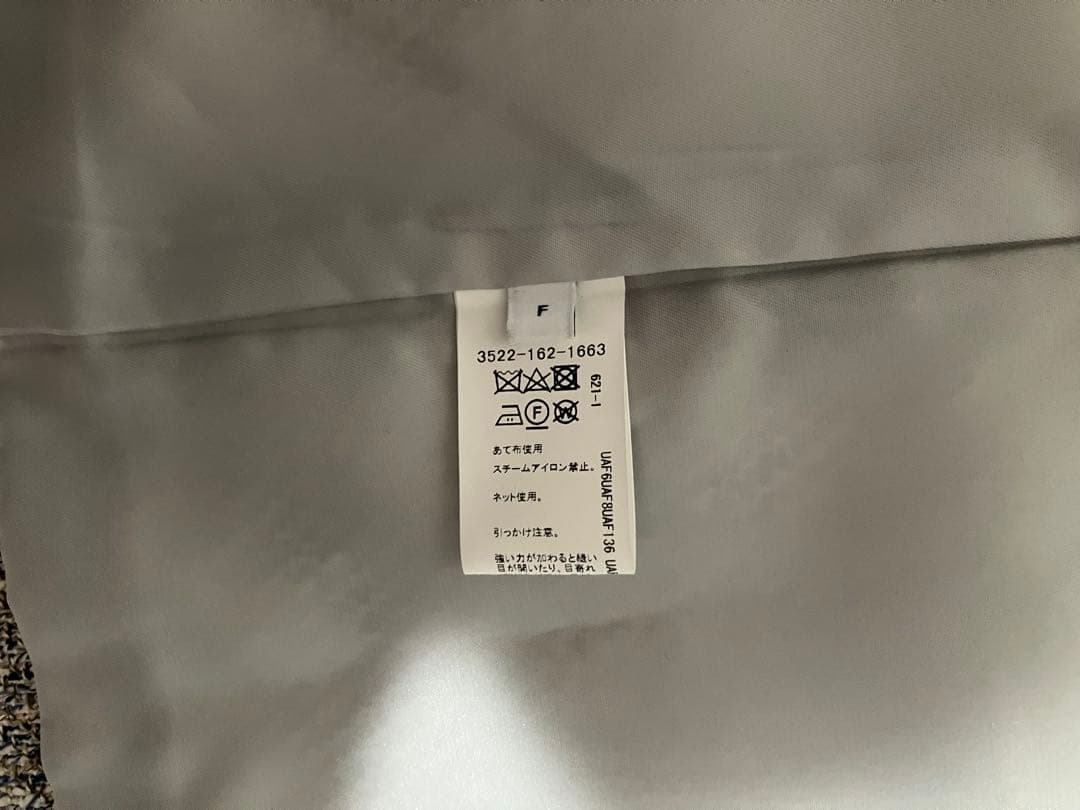 F
3522-162-1663
621-I
F
W
あて布使用
スチームアイロン禁止。
ネット使用。
引っかけ注意。
強い力が加わると縫い
目が開いたり、目寄れ
UAF6UAF8UAF136 UA